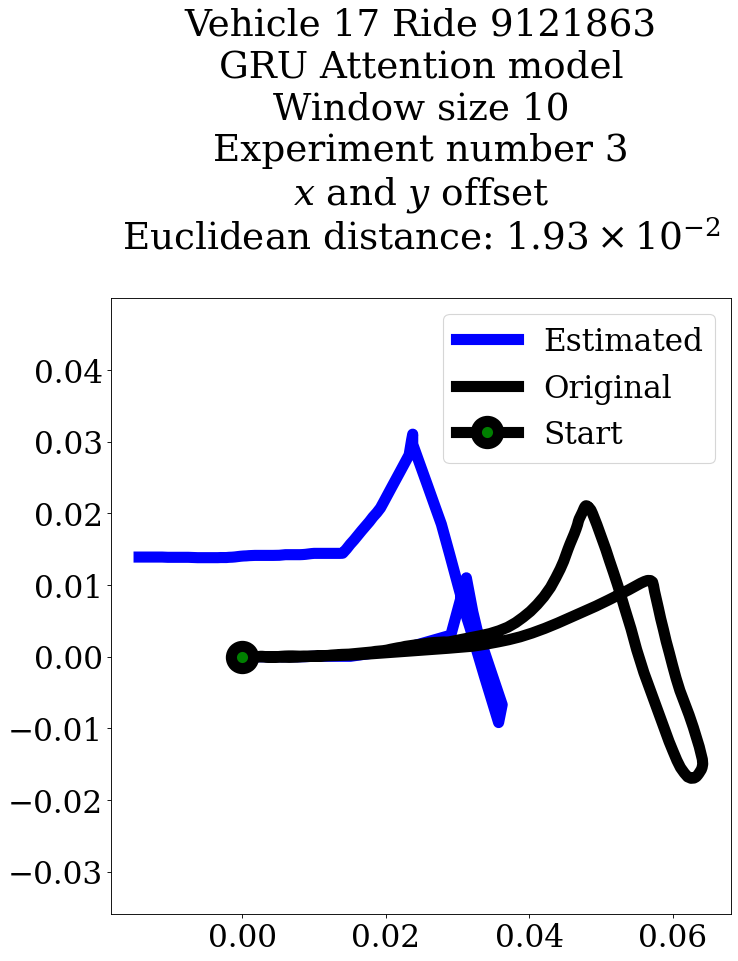 Vehicle 17 Ride 9121863
GRU Attention model
Window size 10
Experiment number 3
x and y offset
Euclidean distance: 1.93 × 10⁻²
Estimated
Original
Start
0.04
0.03
0.02
0.01
0.00
−0.01
−0.02
−0.03
0.00 0.02 0.04 0.06